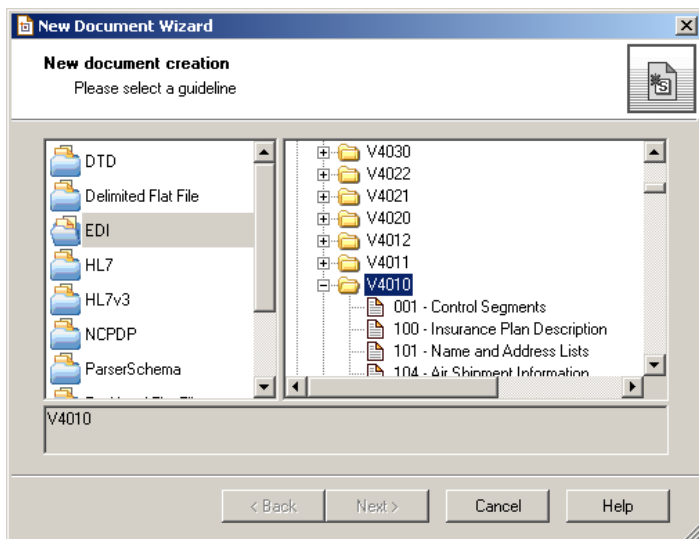 New Document Wizard
New document creation
Please select a guideline
DTD
Delimited Flat File
EDI
HL7
HL7v3
NCPDP
ParserSchema
V4030
V4022
V4021
V4020
V4012
V4011
V4010
001 - Control Segments
100 - Insurance Plan Description
101 - Name and Address Lists
104 - Air Shipment Information
V4010
< Back
Next >
Cancel
Help